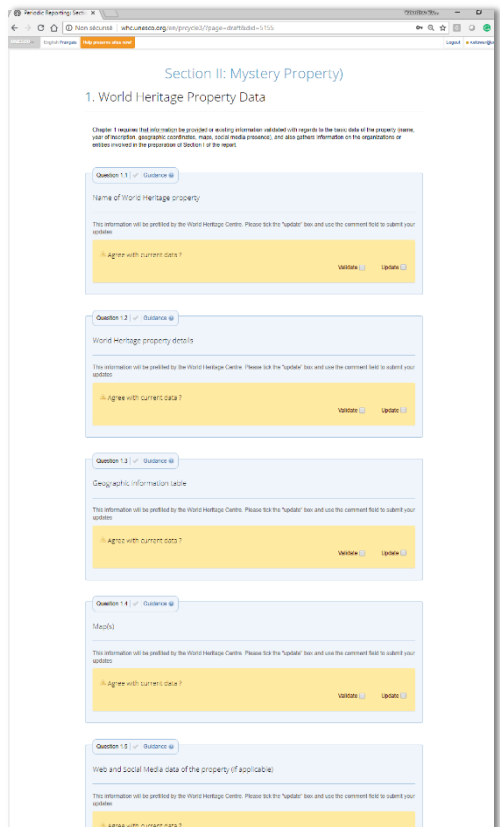 Periodic Reporting: Secti
Non sécurisé | whc.unesco.org/en/prcycle3/?page=draft&did=5155
English Français Help preserve sites now! Logout
Section II: Mystery Property)
1. World Heritage Property Data
Chapter 1 requires that information be provided or existing information validated with regards to the basic data of the property (name,
year of inscription, geographic coordinates, maps, social media presence), and also gathers information on the organizations or
entities involved in the preparation of Section I of the report.
Question 1.1 Guidance
Name of World Heritage property
This information will be prefilled by the World Heritage Centre. Please tick the "update" box and use the comment field to submit your
updates
Agree with current data ?
Validate Update
Question 1.2 Guidance
World Heritage property details
This information will be prefilled by the World Heritage Centre. Please tick the "update" box and use the comment field to submit your
updates
Agree with current data ?
Validate Update
Question 1.3 Guidance
Geographic Information table
This information will be prefilled by the World Heritage Centre. Please tick the "update" box and use the comment field to submit your
updates
Agree with current data ?
Validate Update
Question 1.4 Guidance
Map(s)
This information will be prefilled by the World Heritage Centre. Please tick the "update" box and use the comment field to submit your
updates
Agree with current data ?
Validate Update
Question 1.5 Guidance
Web and Social Media data of the property (if applicable)
This information will be prefilled by the World Heritage Centre. Please tick the "update" box and use the comment field to submit your
updates
Agree with current data ?